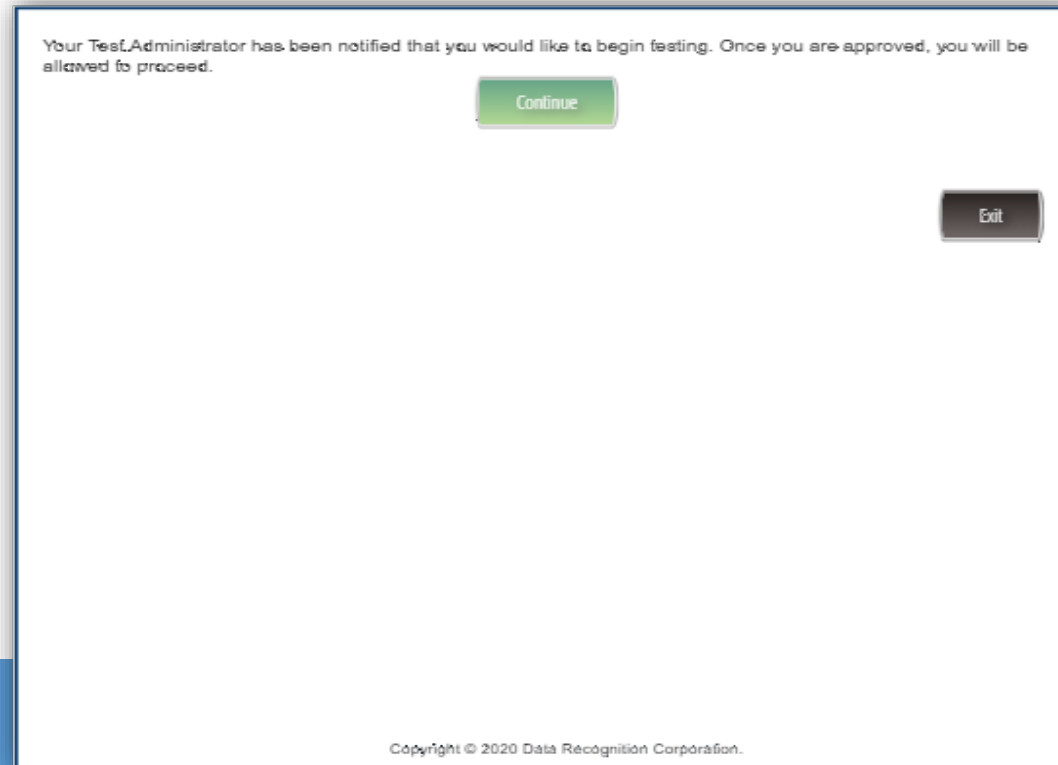 Your Test Administrator has been notified that you would like to begin testing. Once you are approved, you will be
allowed to proceed.
Continue
Exit
Copyright © 2020 Data Recognition Corporation.